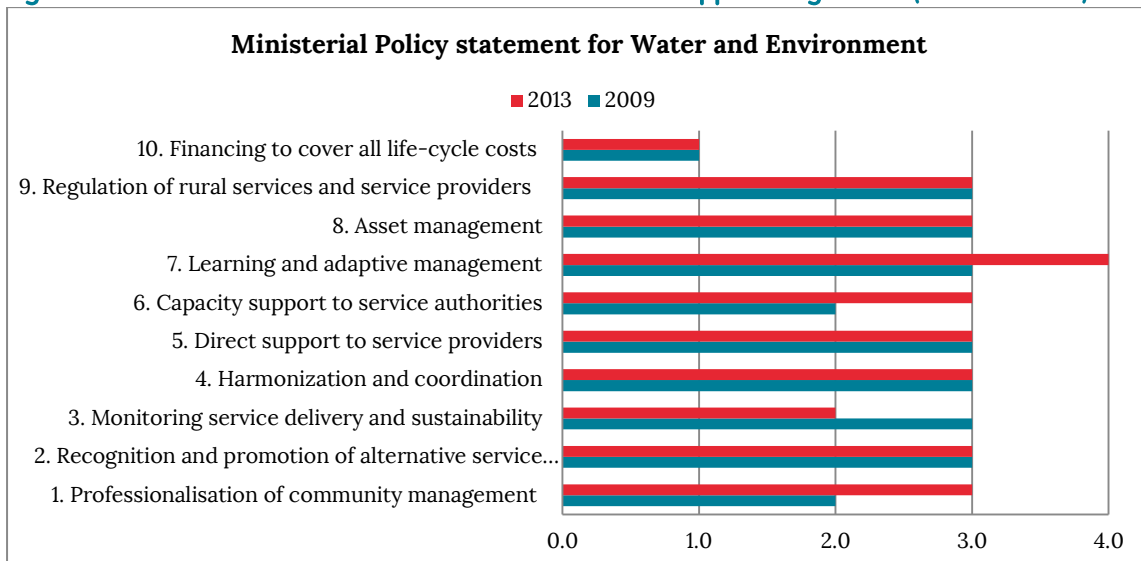 Ministerial Policy statement for Water and Environment
2013 2009
10. Financing to cover all life-cycle costs
9. Regulation of rural services and service providers
8. Asset management
7. Learning and adaptive management
6. Capacity support to service authorities
5. Direct support to service providers
4. Harmonization and coordination
3. Monitoring service delivery and sustainability
2. Recognition and promotion of alternative service...
1. Professionalisation of community management
0.0 1.0 2.0 3.0 4.0